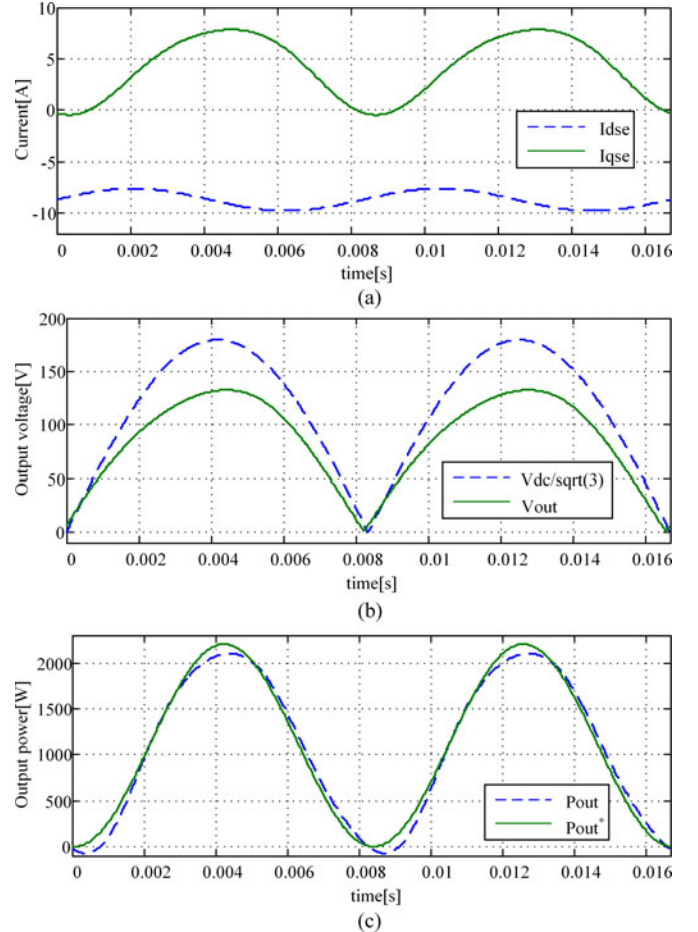 10
5
0
-5
-10
Current[A]
Idse
Iqse
0 0.002 0.004 0.006 0.008 0.01 0.012 0.014 0.016
time[s]
(a)
200
150
100
50
0
Output voltage[V]
Vdc/sqrt(3)
Vout
0 0.002 0.004 0.006 0.008 0.01 0.012 0.014 0.016
time[s]
(b)
2000
1500
1000
500
0
Output power[W]
Pout
Pout*
0 0.002 0.004 0.006 0.008 0.01 0.012 0.014 0.016
time[s]
(c)